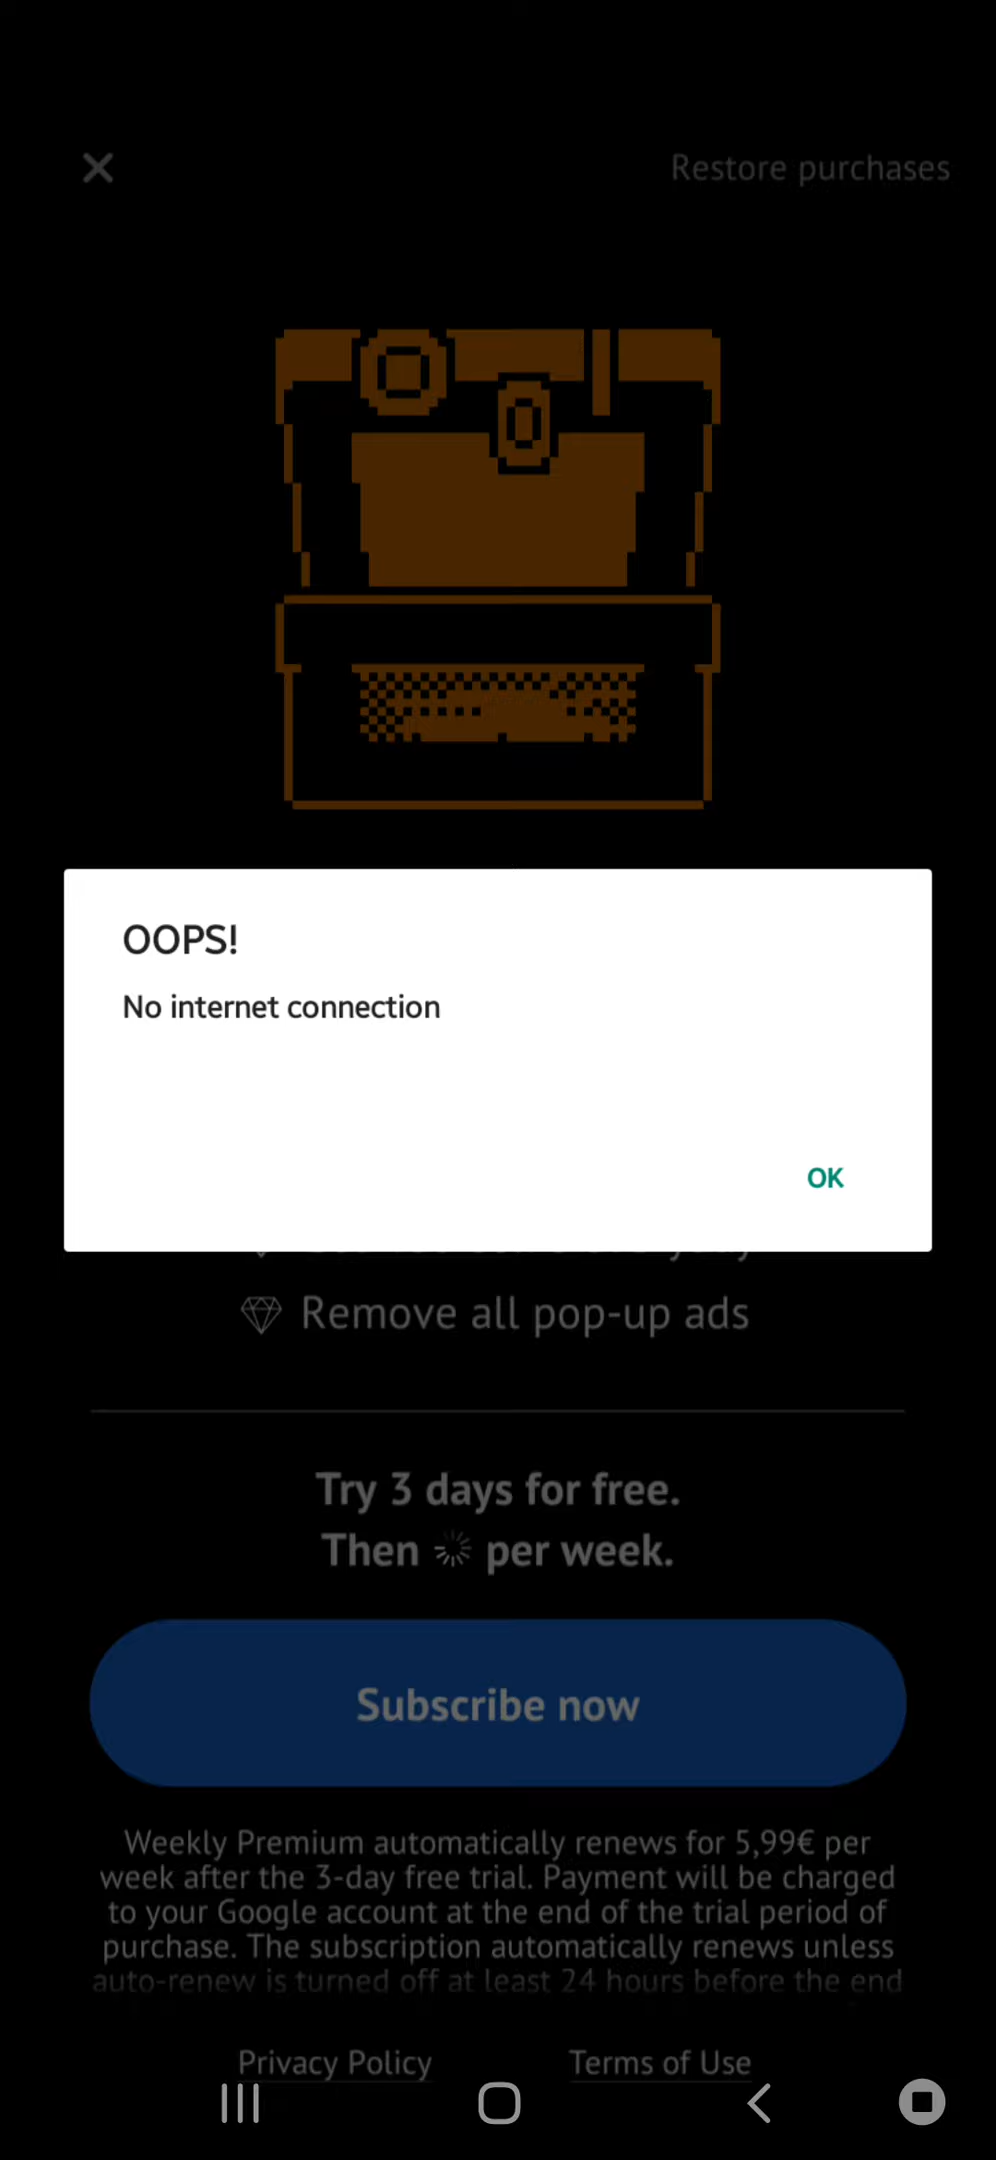 Restore purchases
OOPS!
No internet connection
OK
Remove all pop-up ads
Try 3 days for free.
Then per week.
Subscribe now
Weekly Premium automatically renews for 5,99€ per
week after the 3-day free trial. Payment will be charged
to your Google account at the end of the trial period of
purchase. The subscription automatically renews unless
auto-renew is turned off at least 24 hours before the end
Privacy Policy
Terms of Use